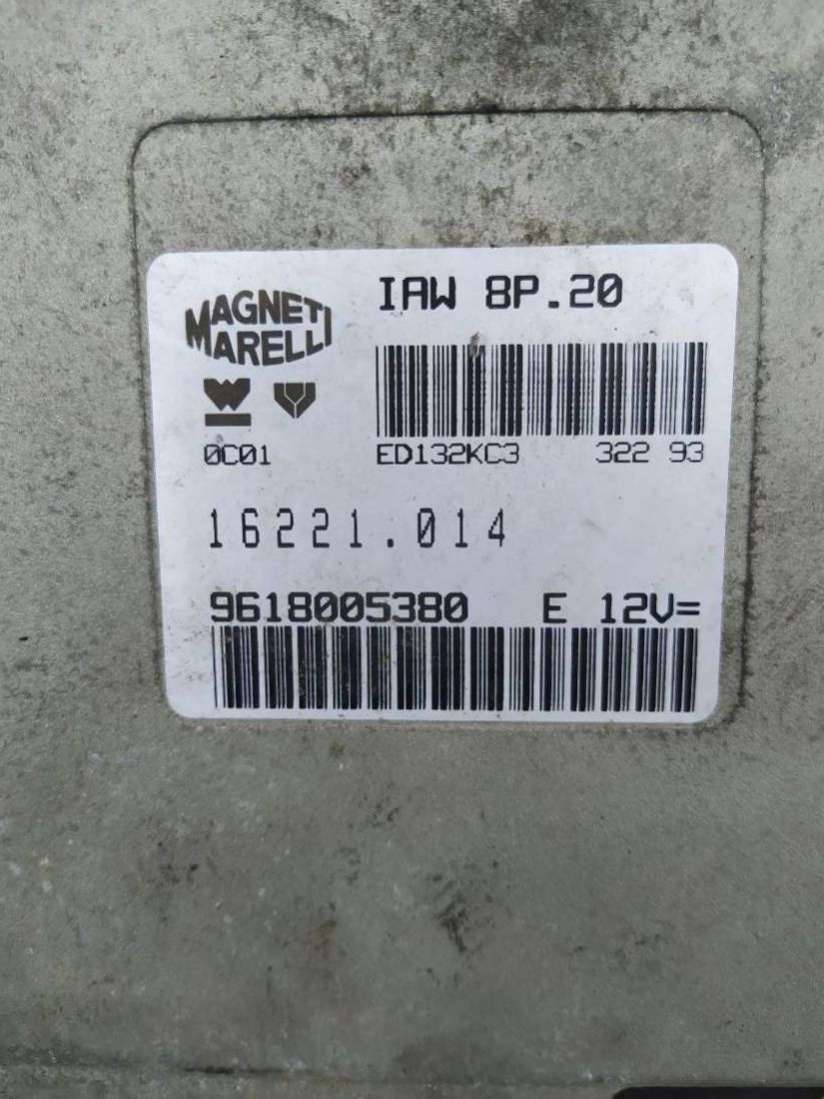 MAGNETI
MARELLI
IAW 8P.20
0C01 ED132KC3 322 93
16221.014
9618005380 E 12V=